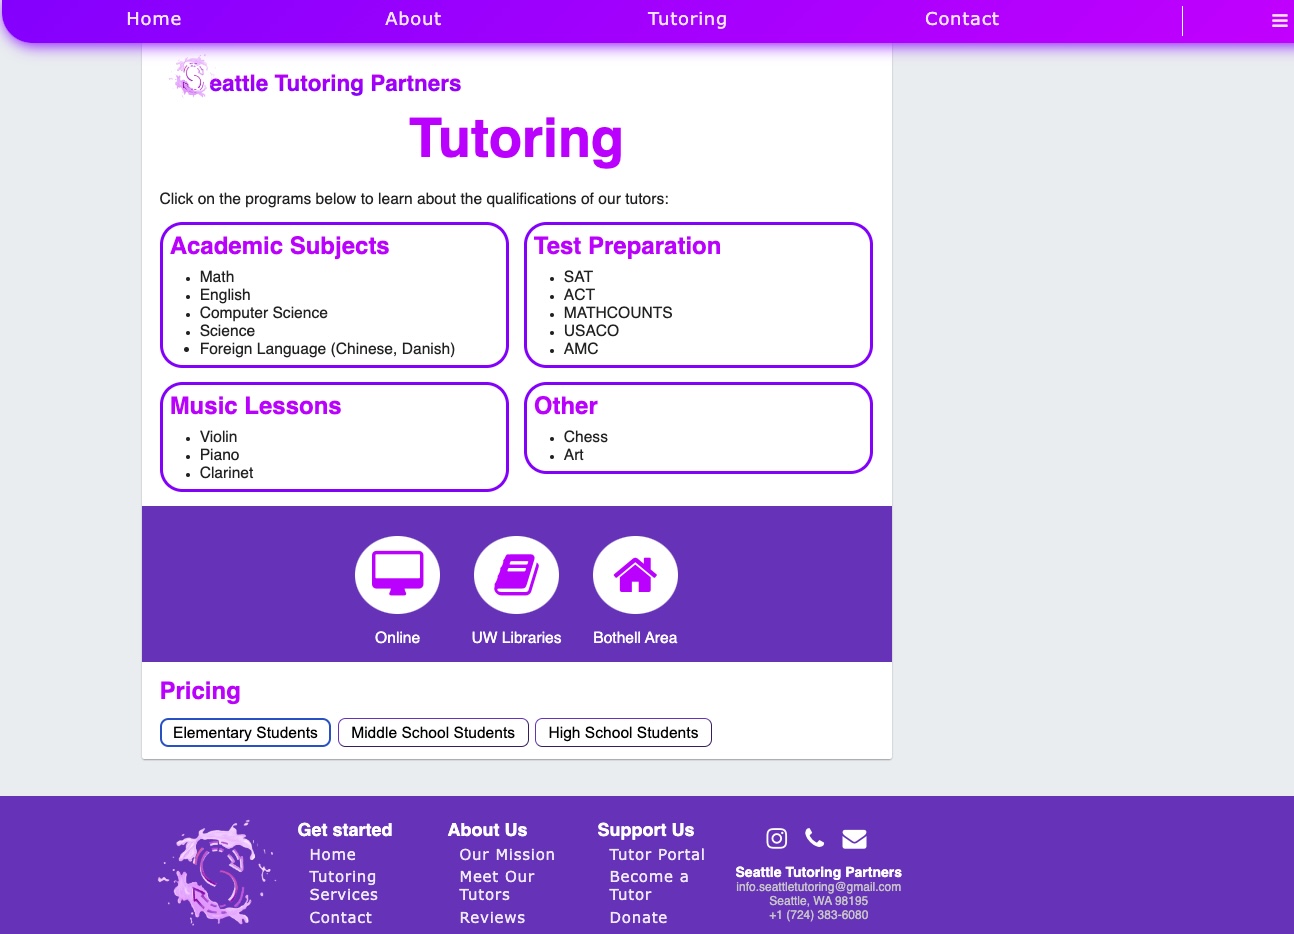 Home About Tutoring Contact
Seattle Tutoring Partners
Tutoring
Click on the programs below to learn about the qualifications of our tutors:
Academic Subjects
Math
English
Computer Science
Science
Foreign Language (Chinese, Danish)
Test Preparation
SAT
ACT
MATHCOUNTS
USACO
AMC
Music Lessons
Violin
Piano
Clarinet
Other
Chess
Art
Online
UW Libraries
Bothell Area
Pricing
Elementary Students
Middle School Students
High School Students
Get started
Home
Tutoring
Services
Contact
About Us
Our Mission
Meet Our
Tutors
Reviews
Support Us
Tutor Portal
Become a
Tutor
Donate
Seattle Tutoring Partners
info.seattletutoring@gmail.com
Seattle, WA 98195
+1 (724) 383-6080